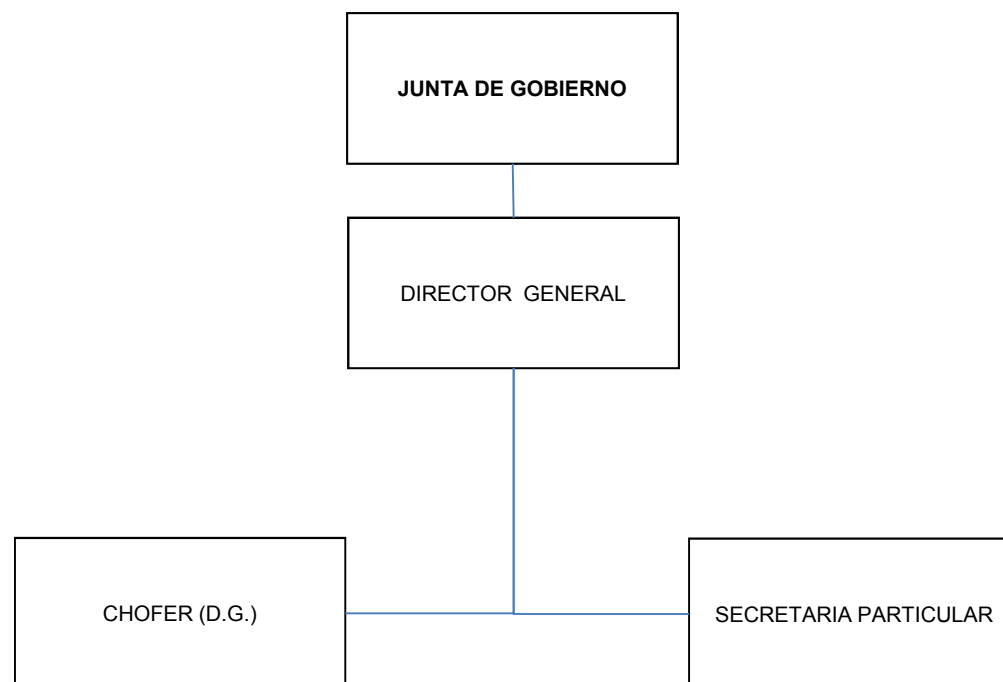 JUNTA DE GOBIERNO
DIRECTOR GENERAL
CHOFER (D.G.)
SECRETARIA PARTICULAR